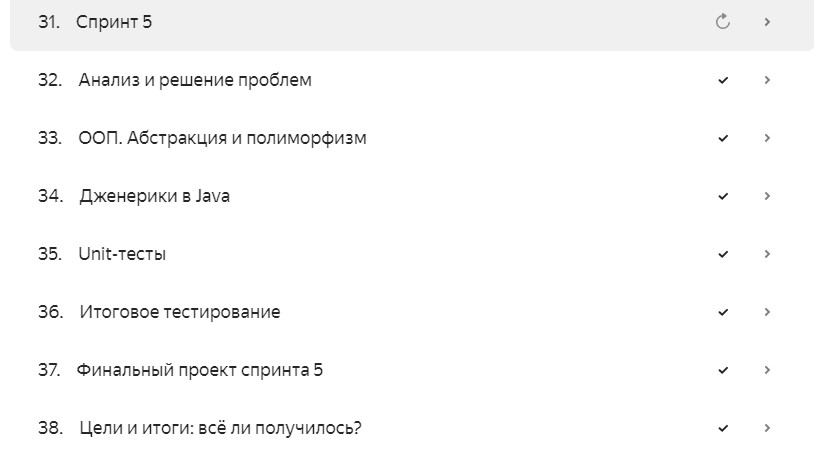 31. Спринт 5
32. Анализ и решение проблем
33. ООП. Абстракция и полиморфизм
34. Дженерики в Java
35. Unit-тесты
36. Итоговое тестирование
37. Финальный проект спринта 5
38. Цели и итоги: всё ли получилось?